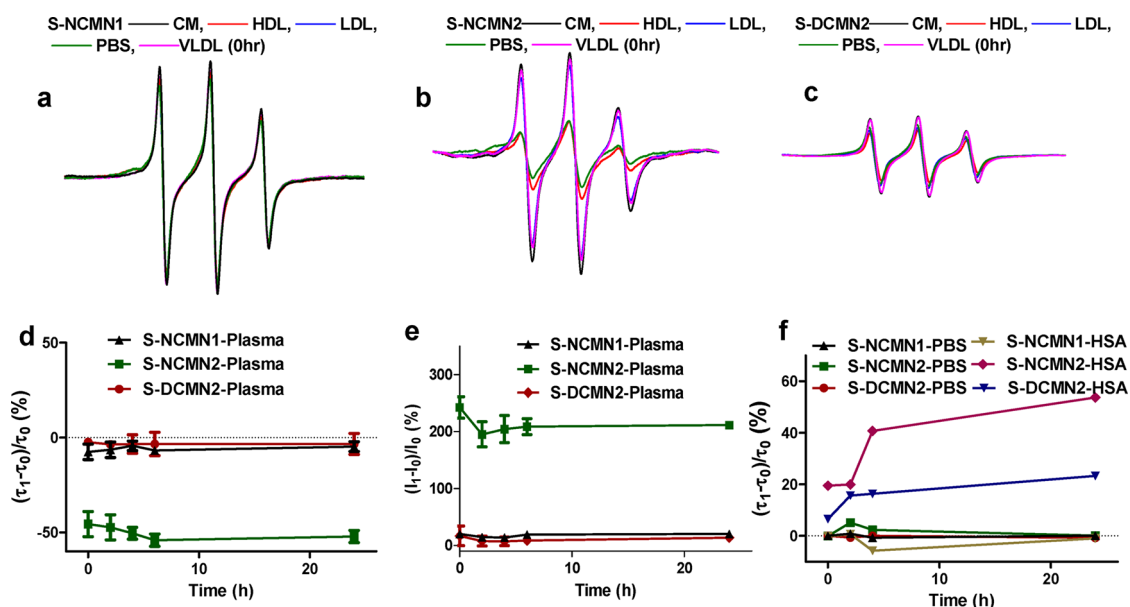 S-NCMN1 CM, HDL, LDL,
PBS, VLDL (0hr)
a
S-NCMN2 CM, HDL, LDL,
PBS, VLDL (0hr)
b
S-DCMN2 CM, HDL, LDL,
PBS, VLDL (0hr)
c
d
S-NCMN1-Plasma
S-NCMN2-Plasma
S-DCMN2-Plasma
(τ₁-τ₀)/τ₀ (%)
50
0
-50
0 10 20
Time (h)
e
S-NCMN1-Plasma
S-NCMN2-Plasma
S-DCMN2-Plasma
(I₁-I₀)/I₀ (%)
300
200
100
0
0 10 20
Time (h)
f
S-NCMN1-PBS S-NCMN1-HSA
S-NCMN2-PBS S-NCMN2-HSA
S-DCMN2-PBS S-DCMN2-HSA
(τ₁-τ₀)/τ₀ (%)
60
40
20
0
0 10 20
Time (h)